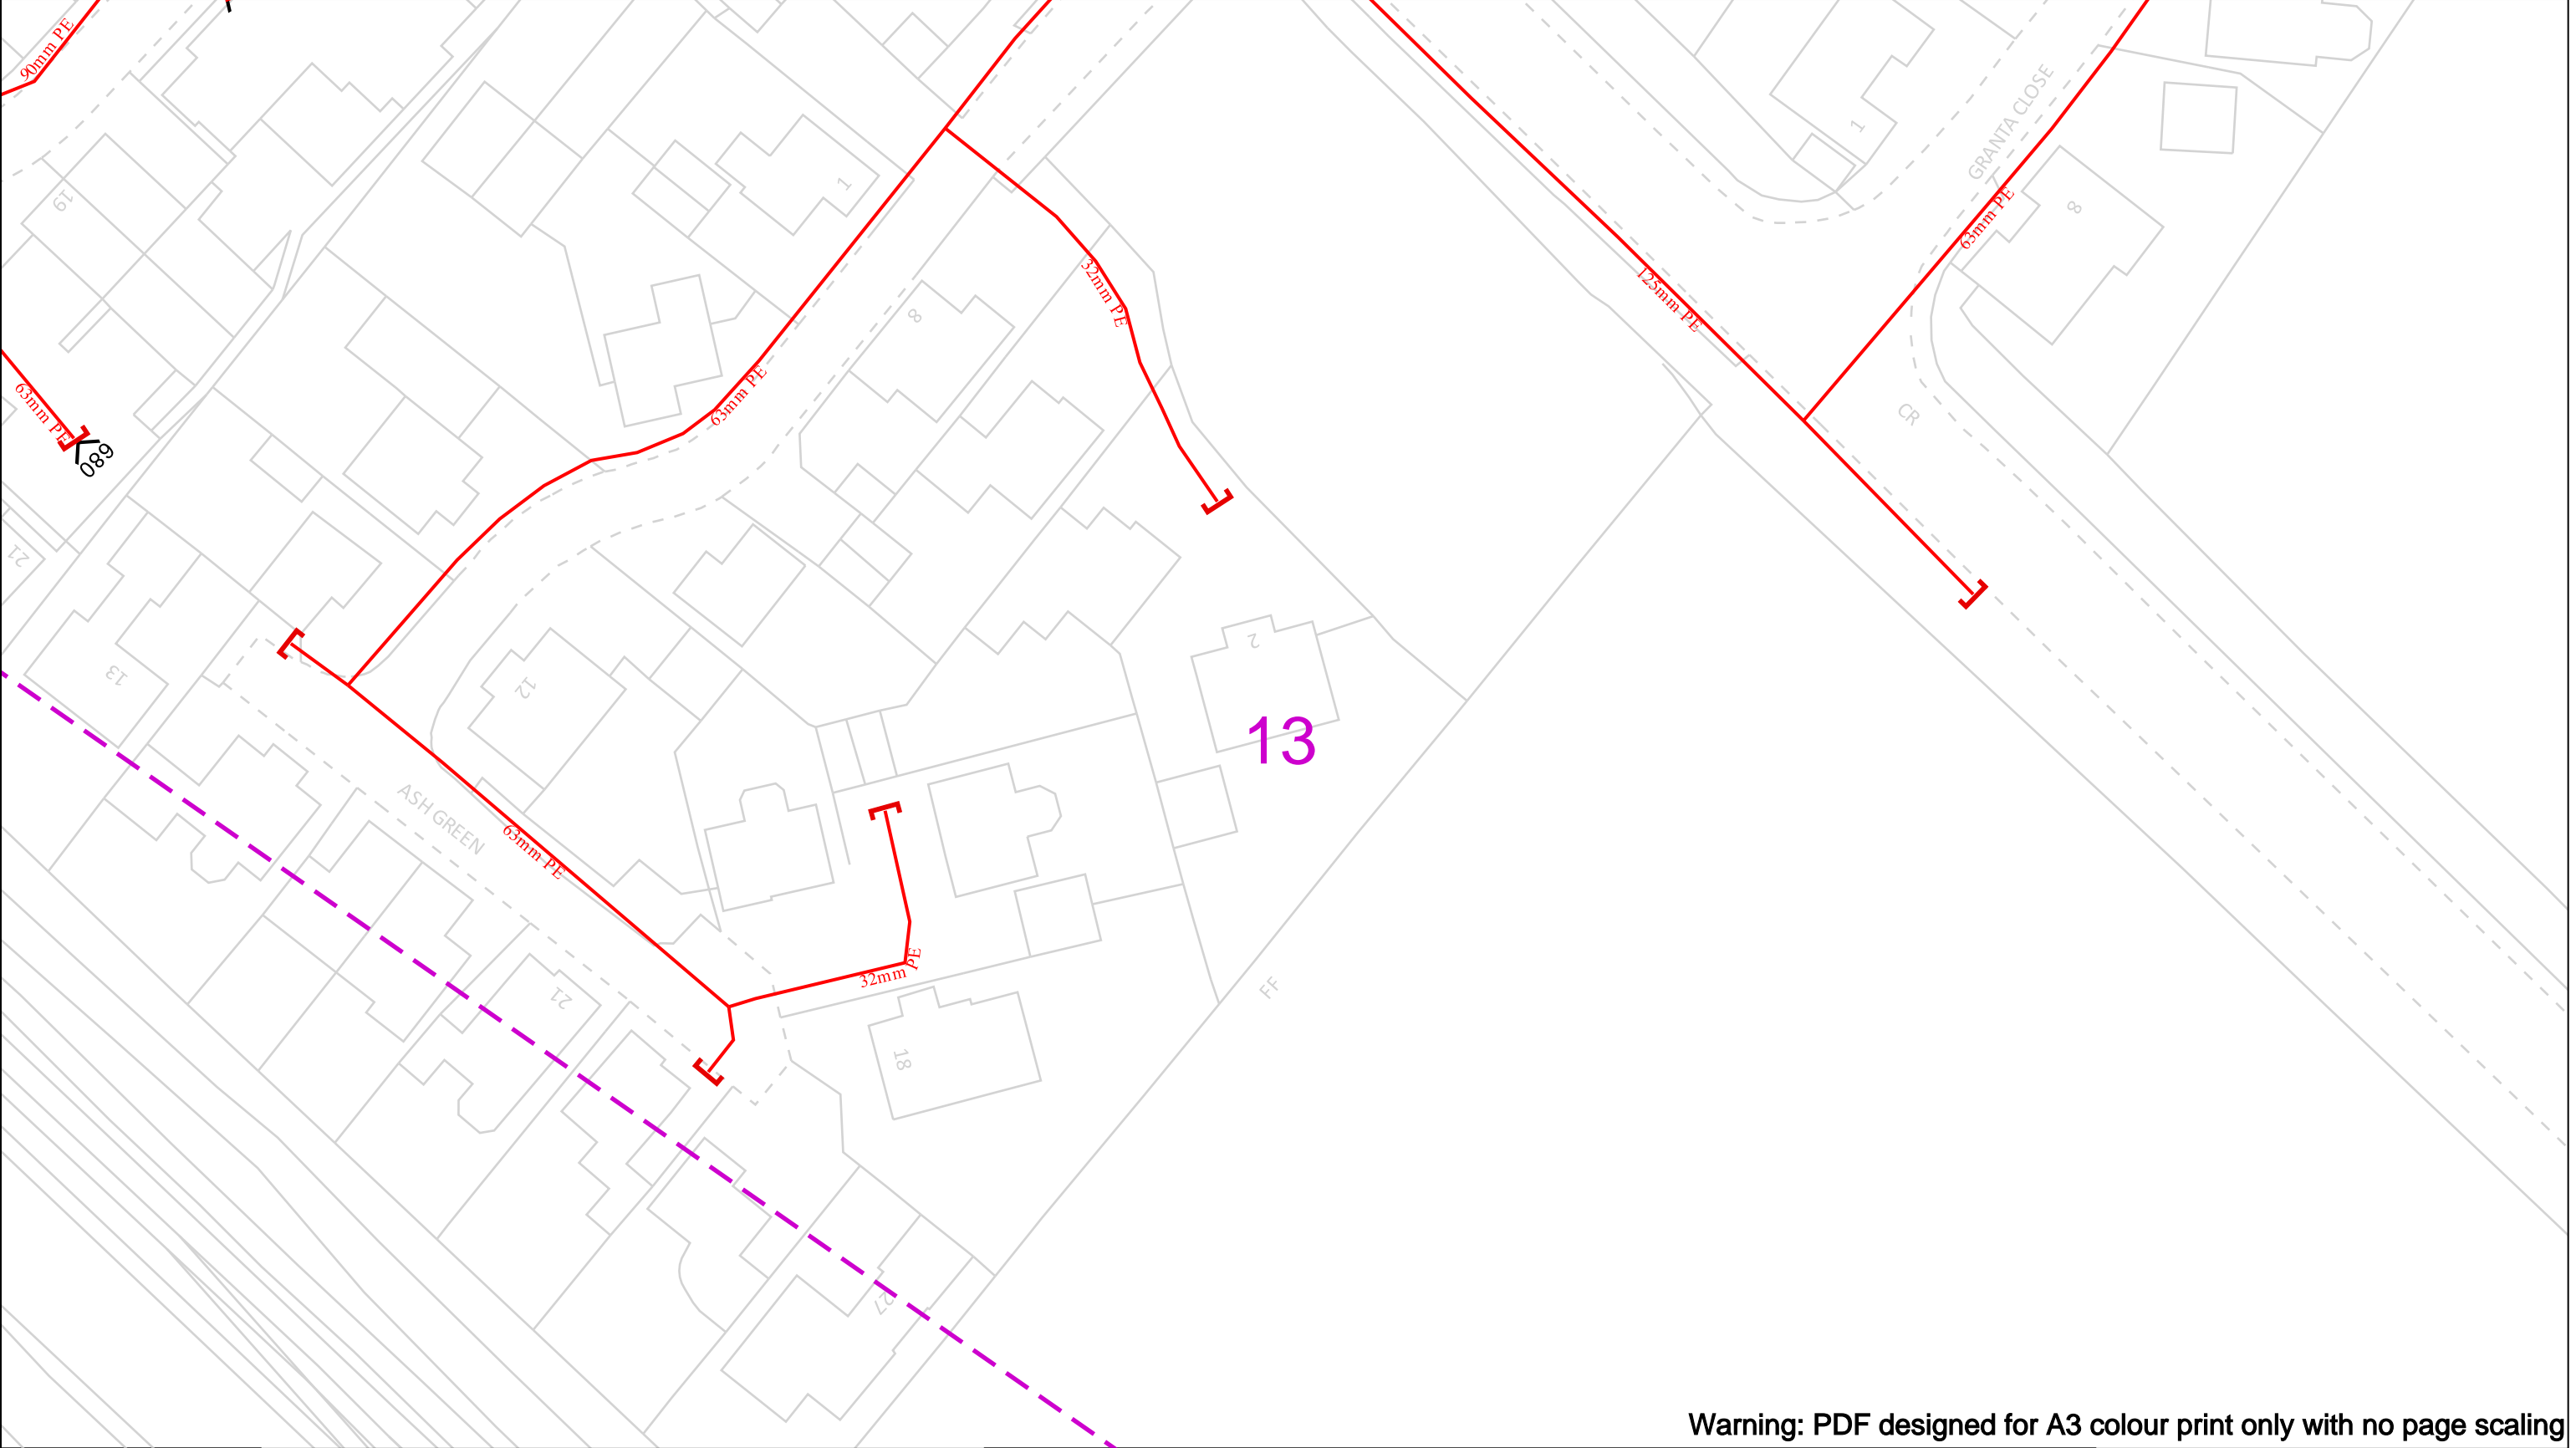 90mm PE
19
1
1
GRANTA CLOSE
8
63mm PE
32mm PE
125mm PE
8
63mm PE
63mm PE
089
CR
21
2
13
12
13
ASH GREEN
63mm PE
32mm PE
FF
21
18
27
Warning: PDF designed for A3 colour print only with no page scaling